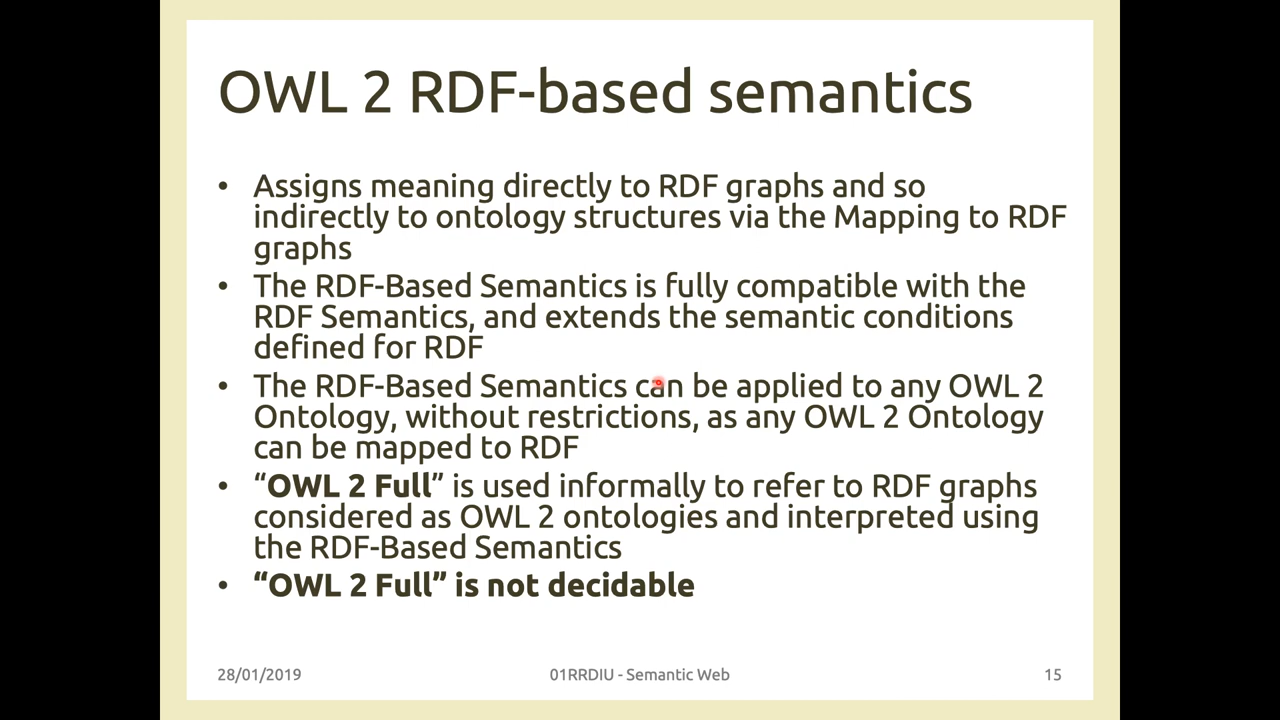 OWL 2 RDF-based semantics
• Assigns meaning directly to RDF graphs and so
indirectly to ontology structures via the Mapping to RDF
graphs
• The RDF-Based Semantics is fully compatible with the
RDF Semantics, and extends the semantic conditions
defined for RDF
• The RDF-Based Semantics can be applied to any OWL 2
Ontology, without restrictions, as any OWL 2 Ontology
can be mapped to RDF
• “OWL 2 Full” is used informally to refer to RDF graphs
considered as OWL 2 ontologies and interpreted using
the RDF-Based Semantics
• “OWL 2 Full” is not decidable
28/01/2019 01RRDIU - Semantic Web 15